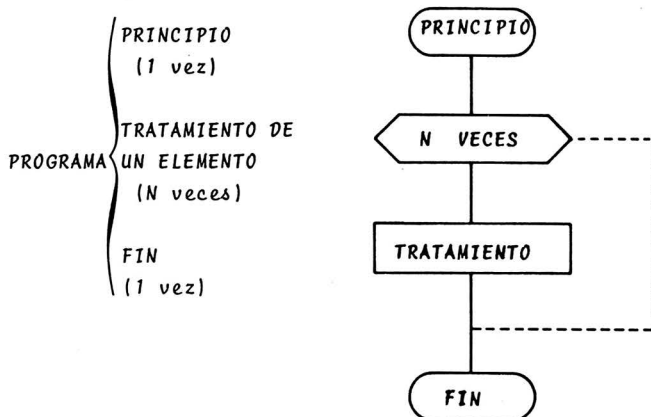 PRINCIPIO
(1 vez)
TRATAMIENTO DE
PROGRAMA UN ELEMENTO
(N veces)
FIN
(1 vez)
PRINCIPIO
N VECES
TRATAMIENTO
FIN